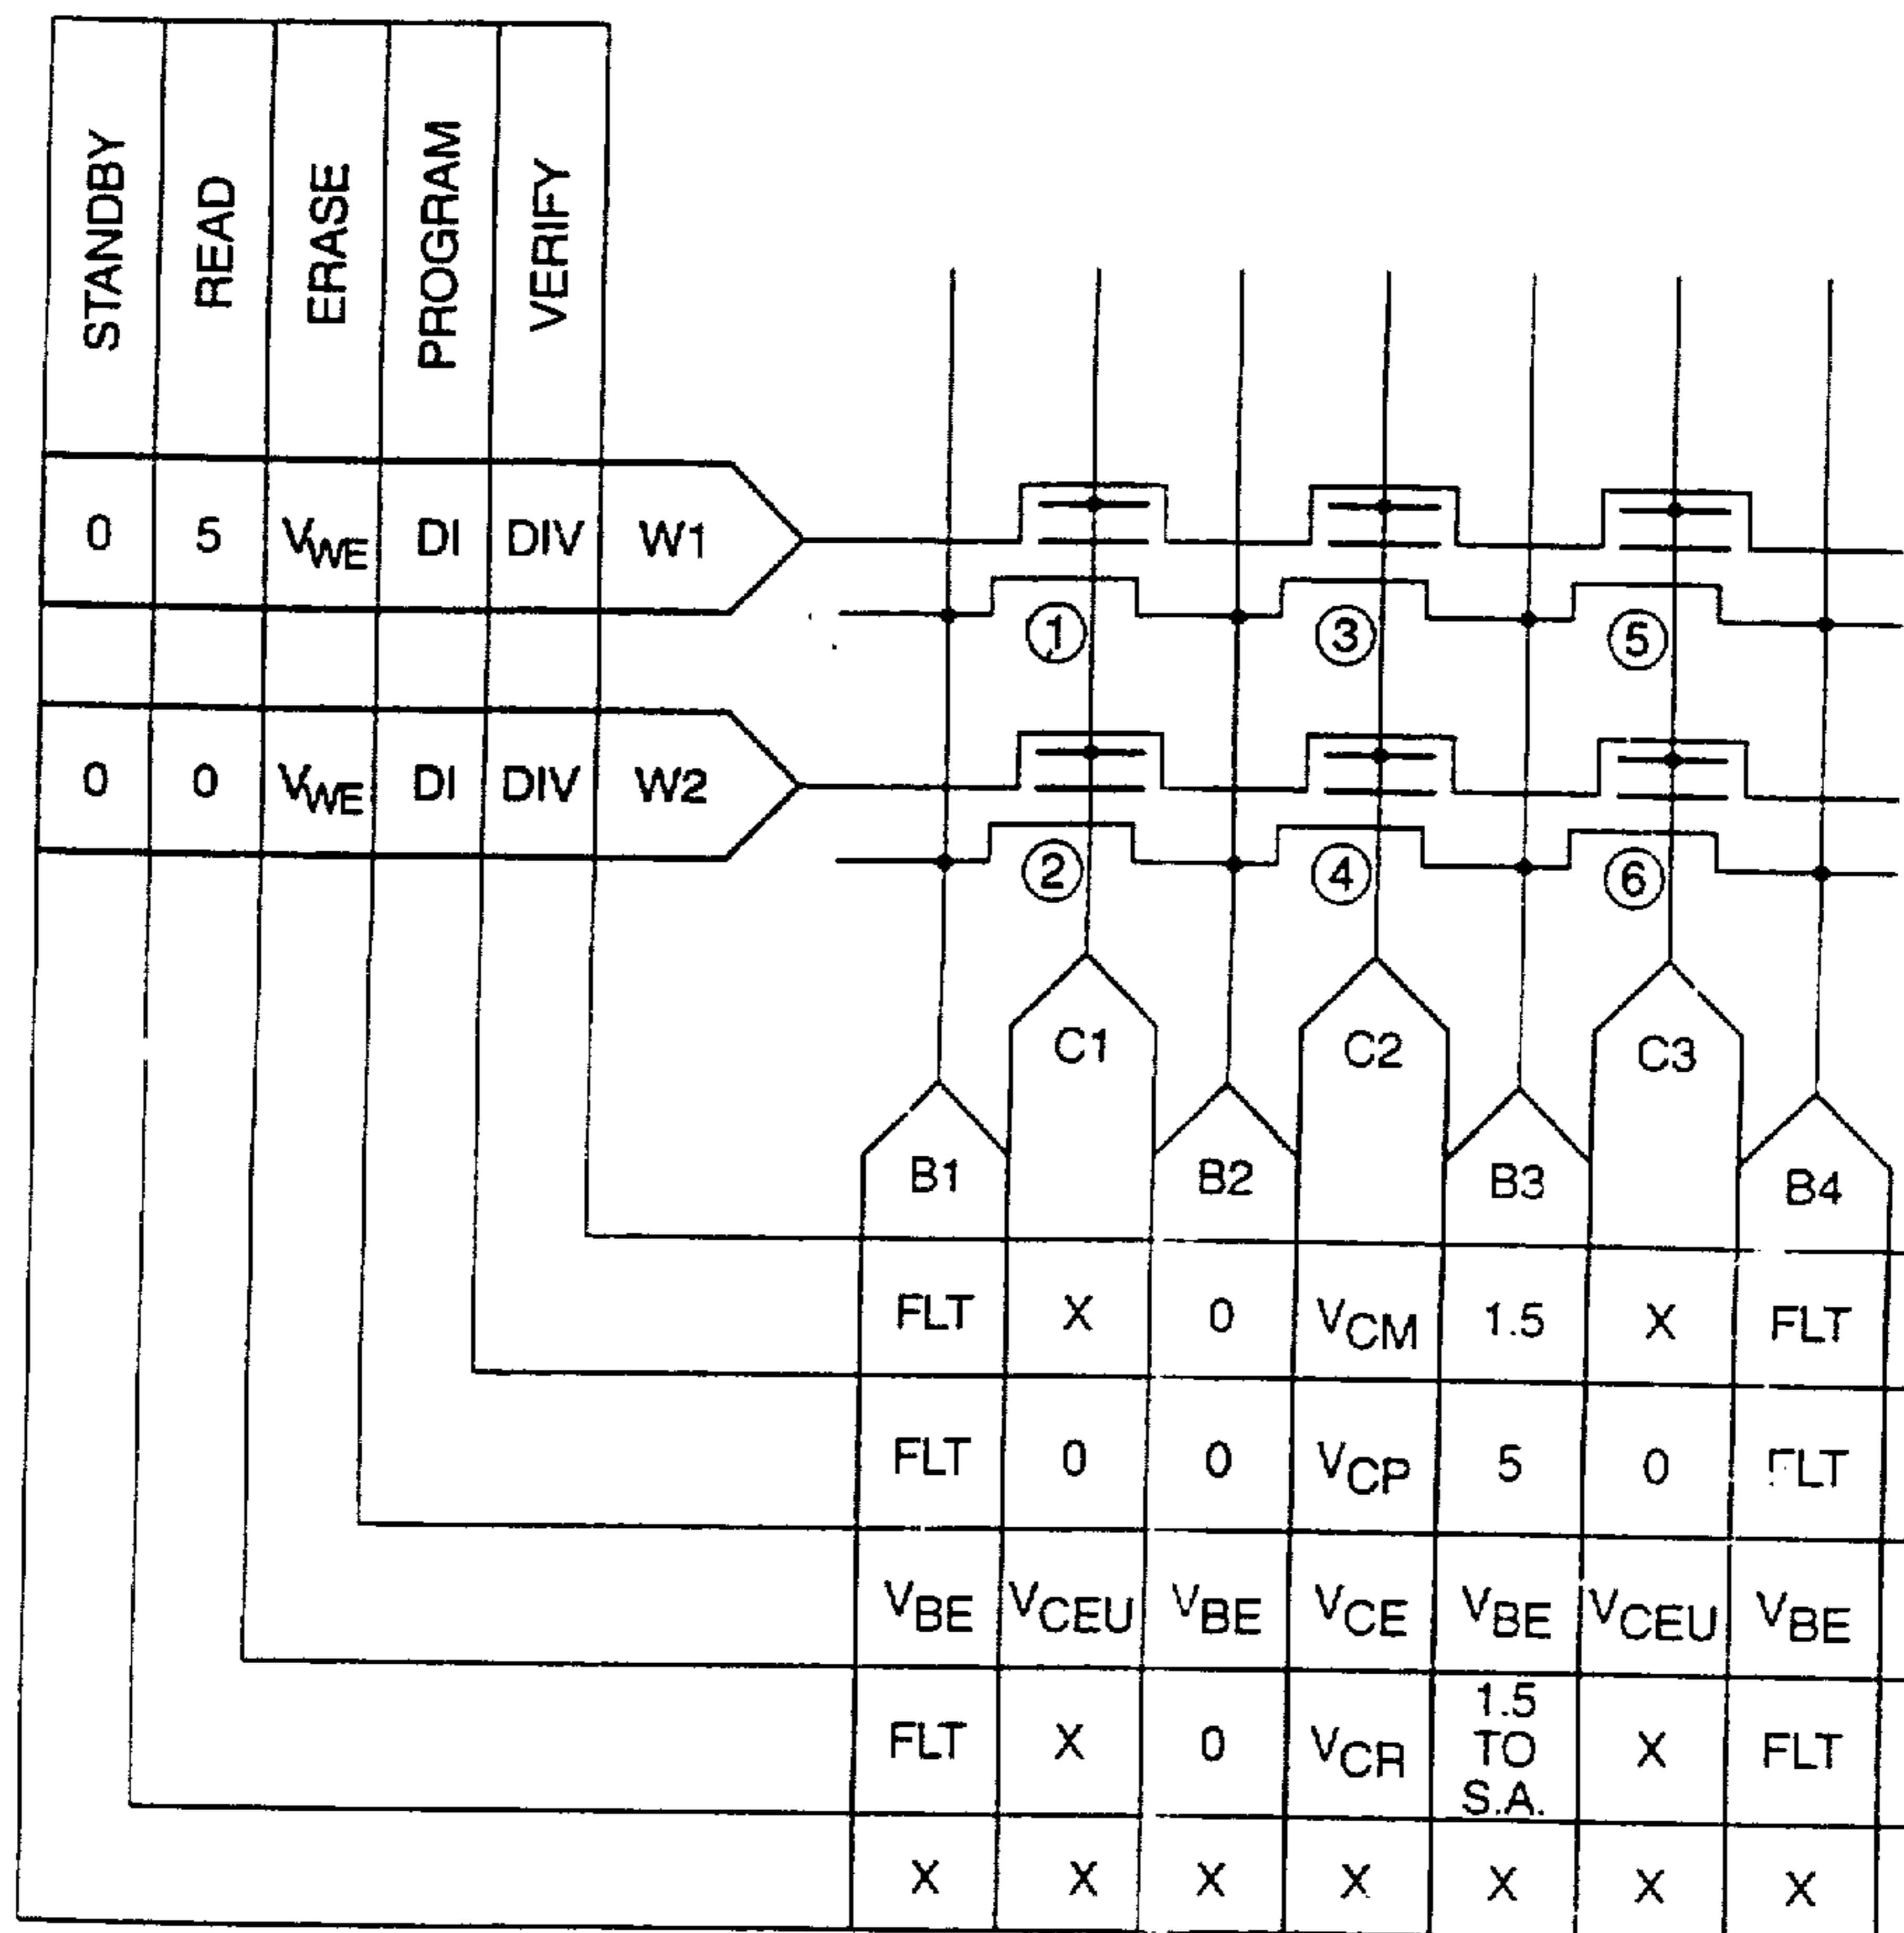 STANDBY
READ
ERASE
PROGRAM
VERIFY
0 5 VWE DI DIV W1
1 3 5
0 0 VWE DI DIV W2
2 4 6
C1 C2 C3
B1 B2 B3 B4
FLT X 0 VCM 1.5 X FLT
FLT 0 0 VCP 5 0 FLT
VBE VCEU VBE VCE VBE VCEU VBE
FLT X 0 VCR 1.5 TO S.A. X FLT
X X X X X X X